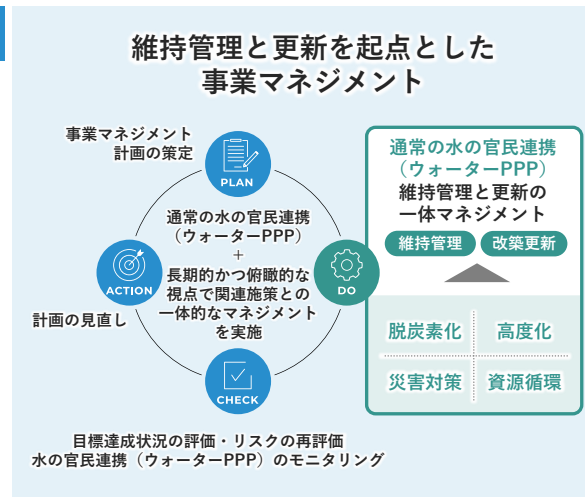 維持管理と更新を起点とした
事業マネジメント
事業マネジメント
計画の策定
PLAN
通常の水の官民連携
（ウォーターPPP）
+
長期的かつ俯瞰的な
視点で関連施策との
一体的なマネジメント
を実施
ACTION
計画の見直し
DO
CHECK
目標達成状況の評価・リスクの再評価
水の官民連携（ウォーターPPP）のモニタリング
通常の水の官民連携
（ウォーターPPP）
維持管理と更新の
一体マネジメント
維持管理 改築更新
脱炭素化 高度化
災害対策 資源循環